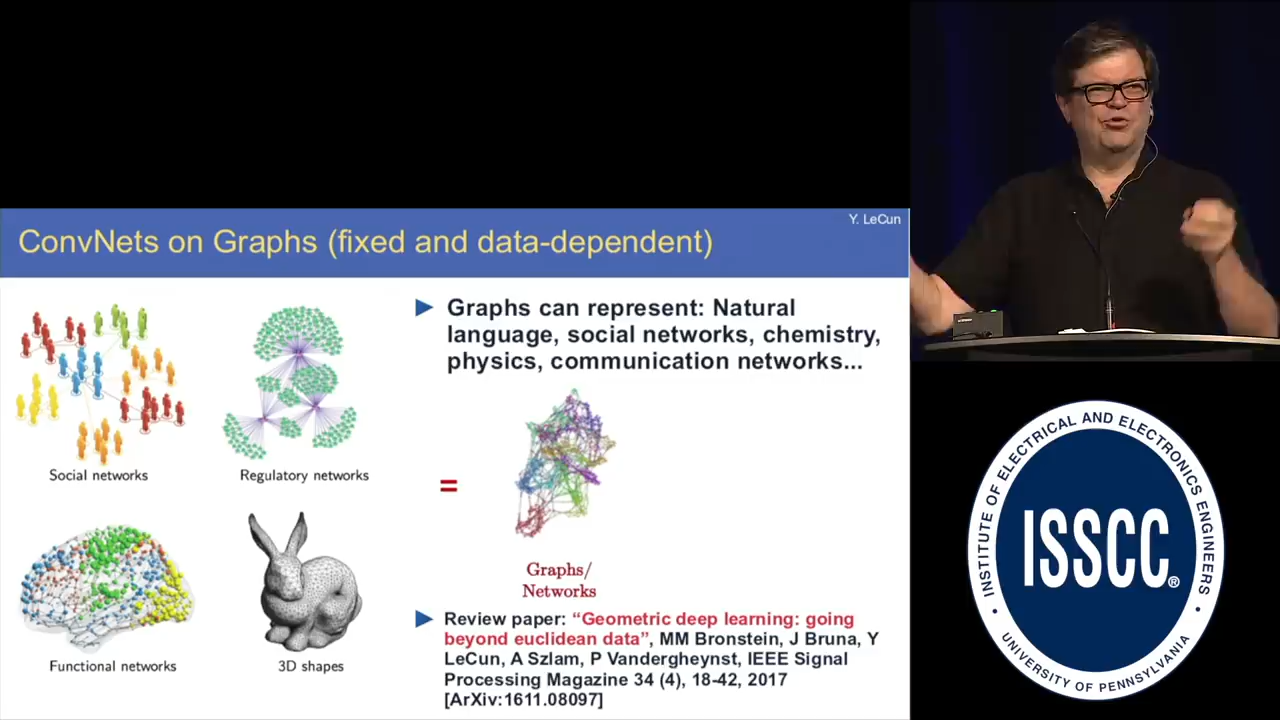 Y. LeCun
ConvNets on Graphs (fixed and data-dependent)
Graphs can represent: Natural
language, social networks, chemistry,
physics, communication networks...
Social networks
Regulatory networks
=
Graphs/
Networks
Functional networks
3D shapes
Review paper: “Geometric deep learning: going
beyond euclidean data”, MM Bronstein, J Bruna, Y
LeCun, A Szlam, P Vandergheynst, IEEE Signal
Processing Magazine 34 (4), 18-42, 2017
[ArXiv:1611.08097]
INSTITUTE OF ELECTRICAL AND ELECTRONICS ENGINEERS
ISSCC®
UNIVERSITY OF PENNSYLVANIA